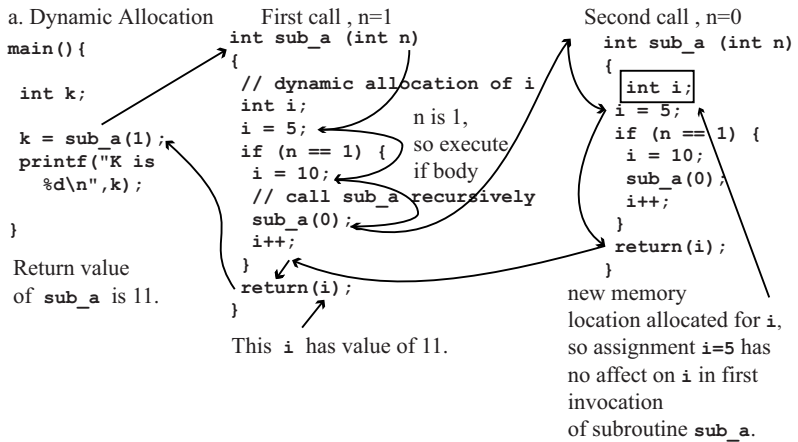 a. Dynamic Allocation
main(){
int k;
k = sub_a(1);
printf("K is
%d\n",k);
}
Return value
of sub_a is 11.
First call , n=1
int sub_a (int n)
{
// dynamic allocation of i
int i;
i = 5;
if (n == 1) {
i = 10;
// call sub_a recursively
sub_a(0);
i++;
}
return(i);
}
n is 1,
so execute
if body
This i has value of 11.
Second call , n=0
int sub_a (int n)
{
int i;
i = 5;
if (n == 1) {
i = 10;
sub_a(0);
i++;
}
return(i);
}
new memory
location allocated for i,
so assignment i=5 has
no affect on i in first
invocation
of subroutine sub_a.